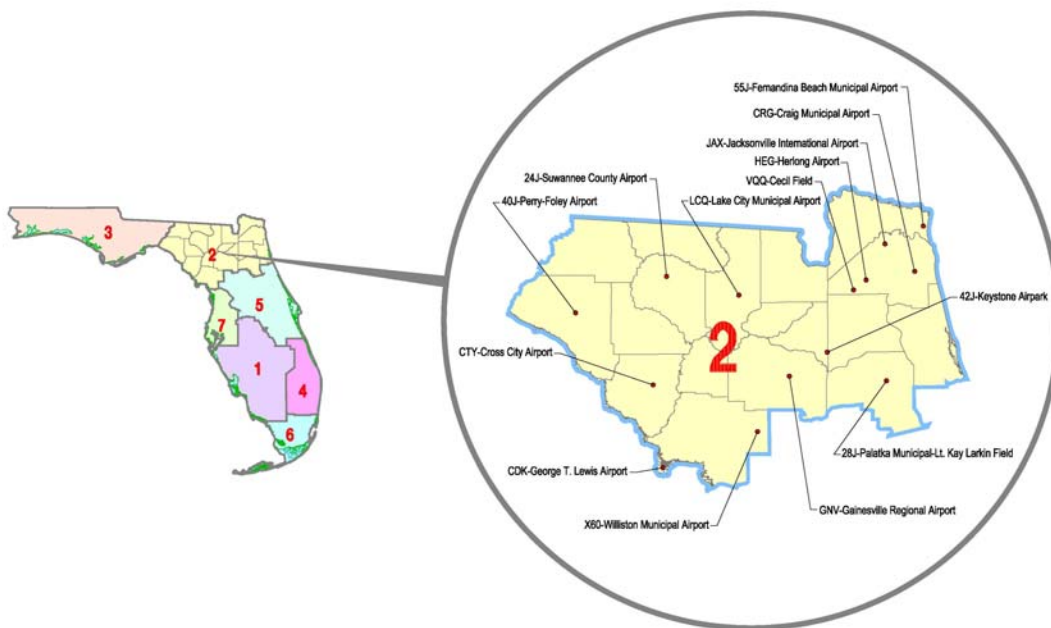 55J-Fernandina Beach Municipal Airport
CRG-Craig Municipal Airport
JAX-Jacksonville International Airport
HEG-Herlong Airport
VQQ-Cecil Field
24J-Suwannee County Airport
LCQ-Lake City Municipal Airport
40J-Perry-Foley Airport
3
2
5
7
1
4
6
42J-Keystone Airpark
2
CTY-Cross City Airport
28J-Palatka Municipal-Lt. Kay Larkin Field
CDK-George T. Lewis Airport
GNV-Gainesville Regional Airport
X60-Williston Municipal Airport